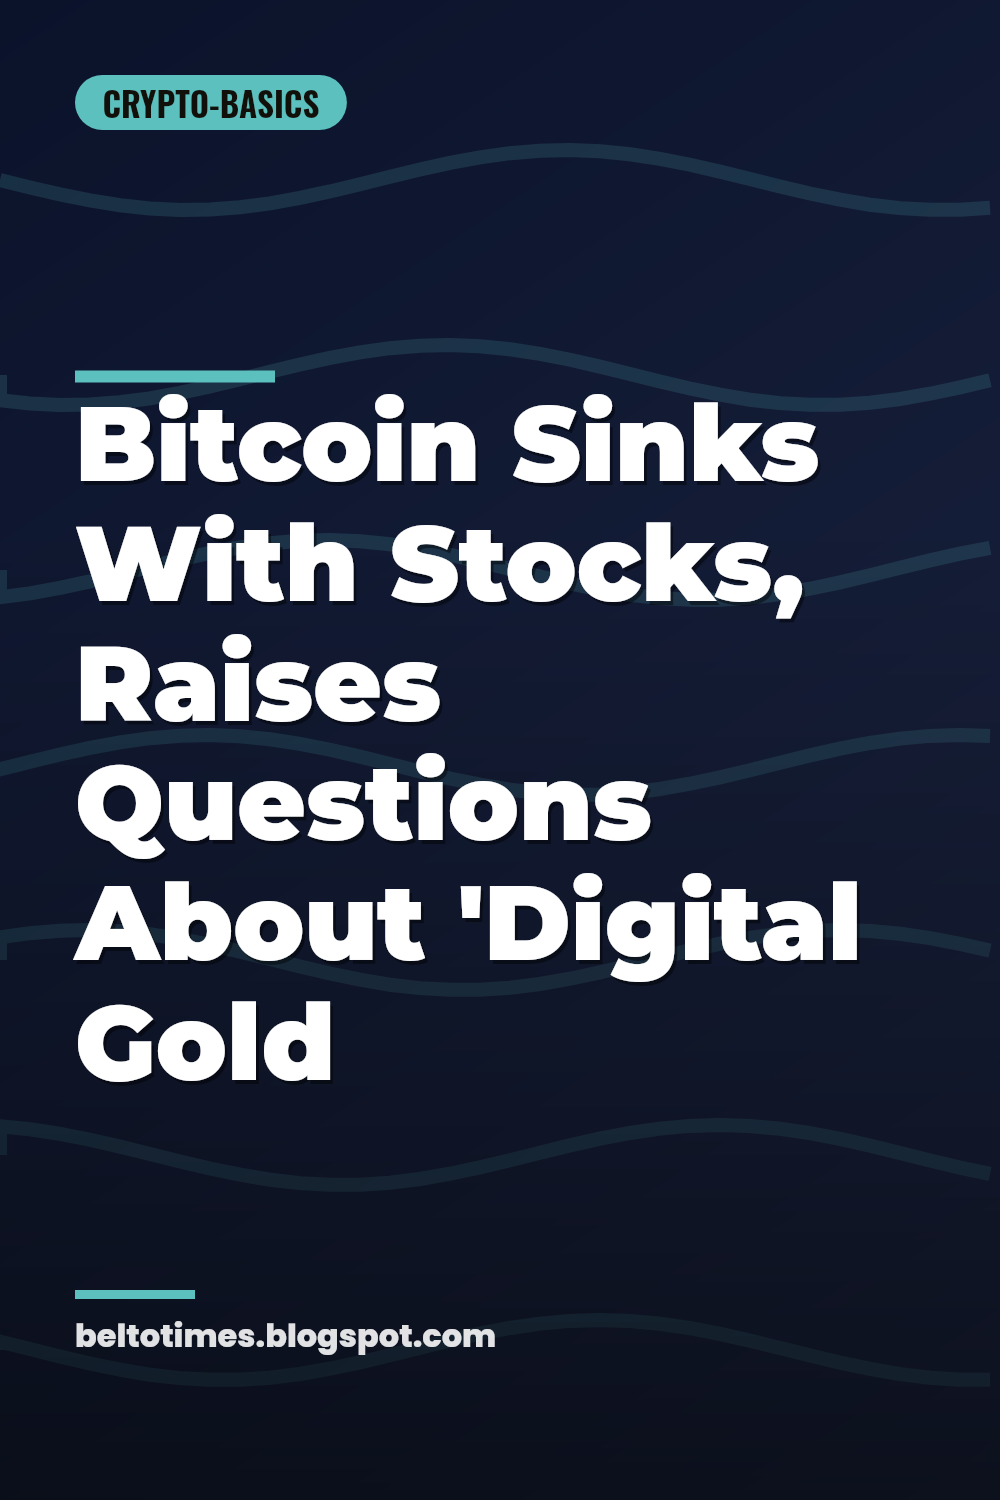 CRYPTO-BASICS
Bitcoin Sinks
With Stocks,
Raises
Questions
About 'Digital
Gold
beltotimes.blogspot.com